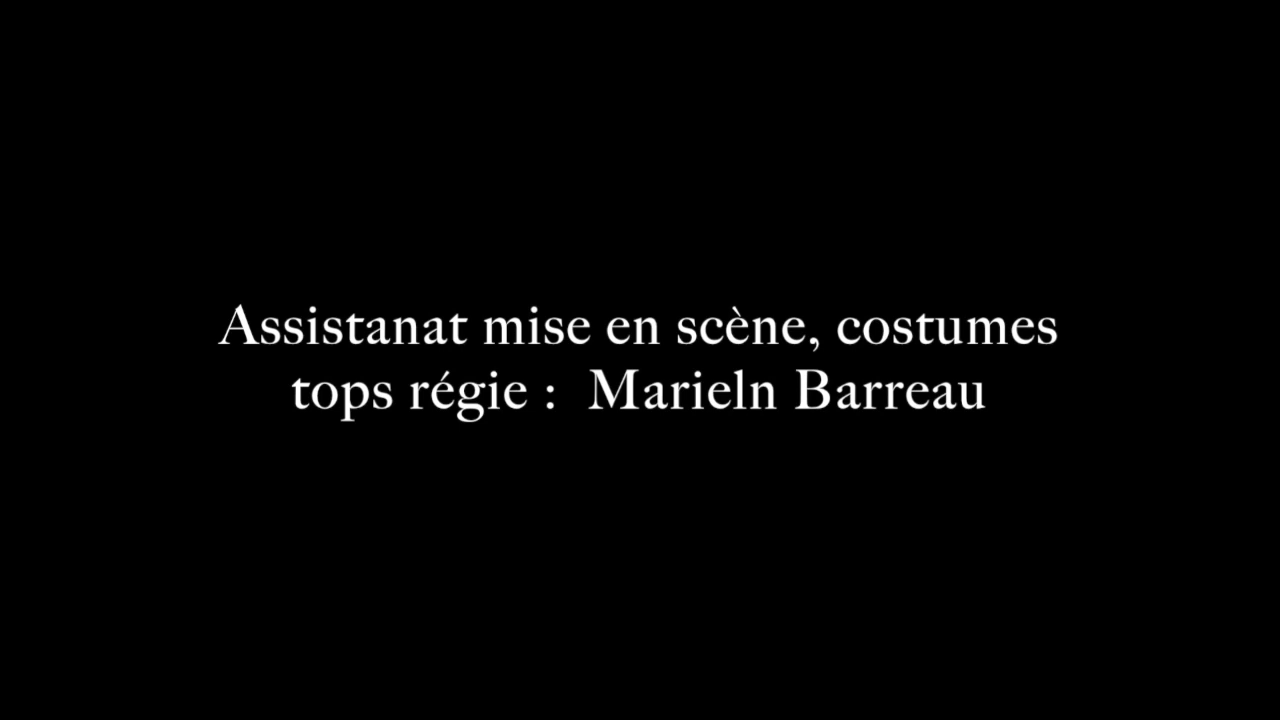 Assistanat mise en scène, costumes
tops régie :  Marieln Barreau